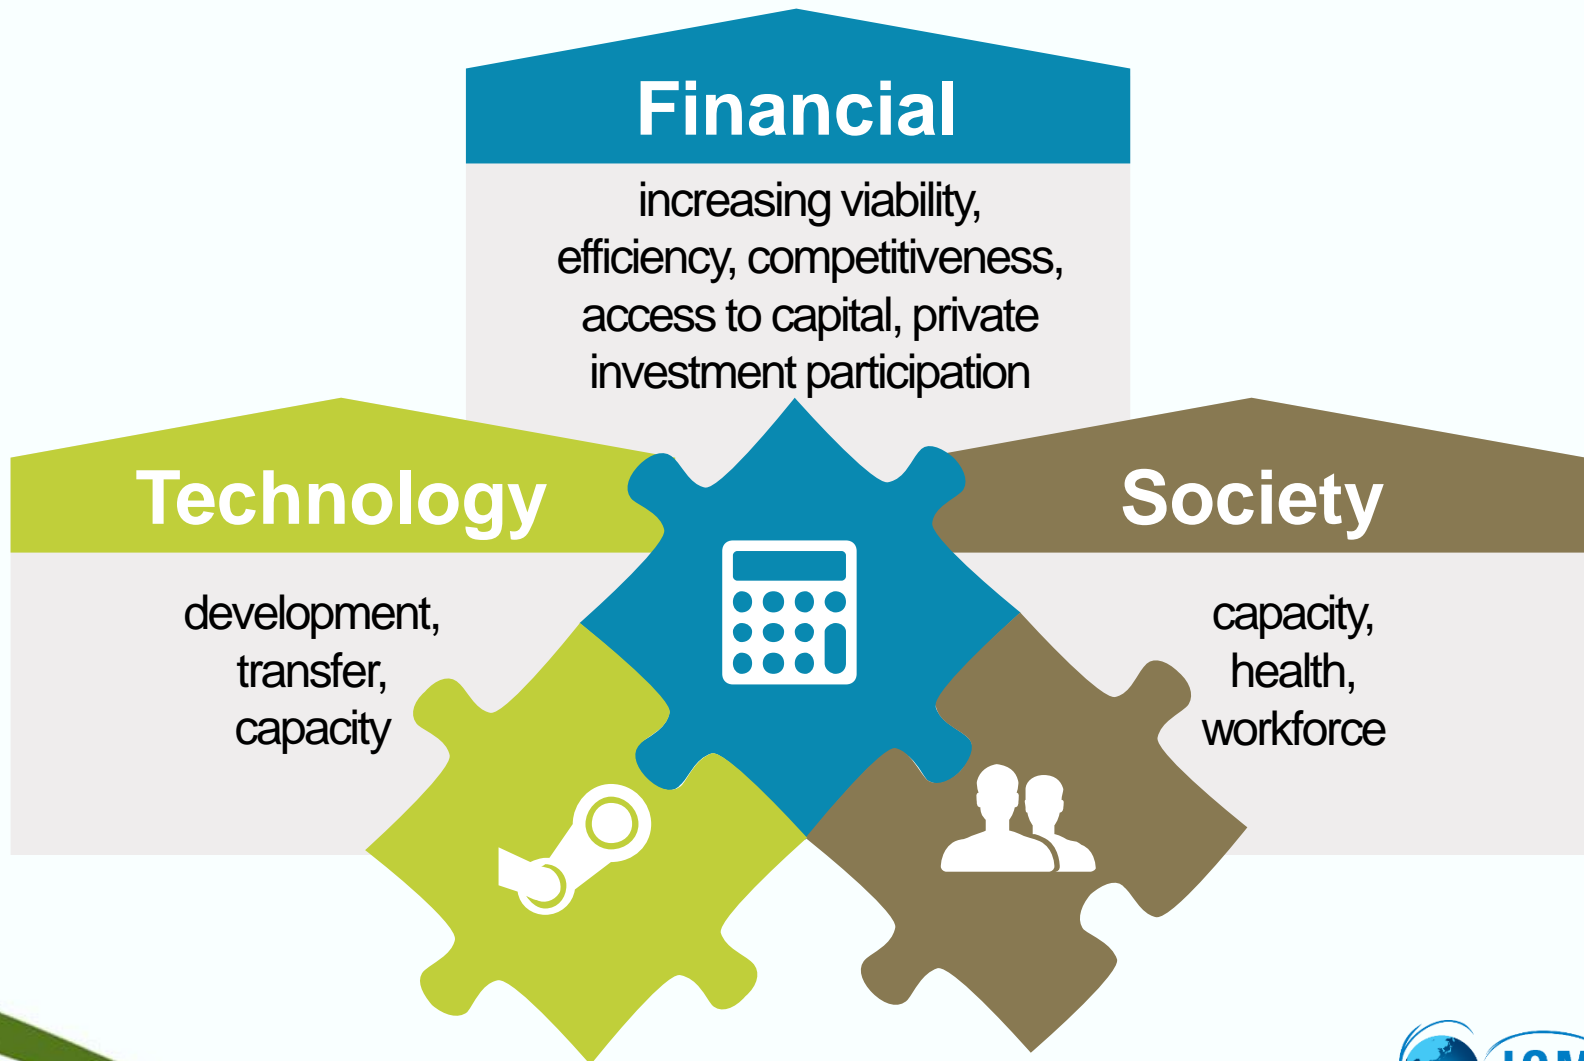 Financial
increasing viability,
efficiency, competitiveness,
access to capital, private
investment participation
Technology
development,
transfer,
capacity
Society
capacity,
health,
workforce